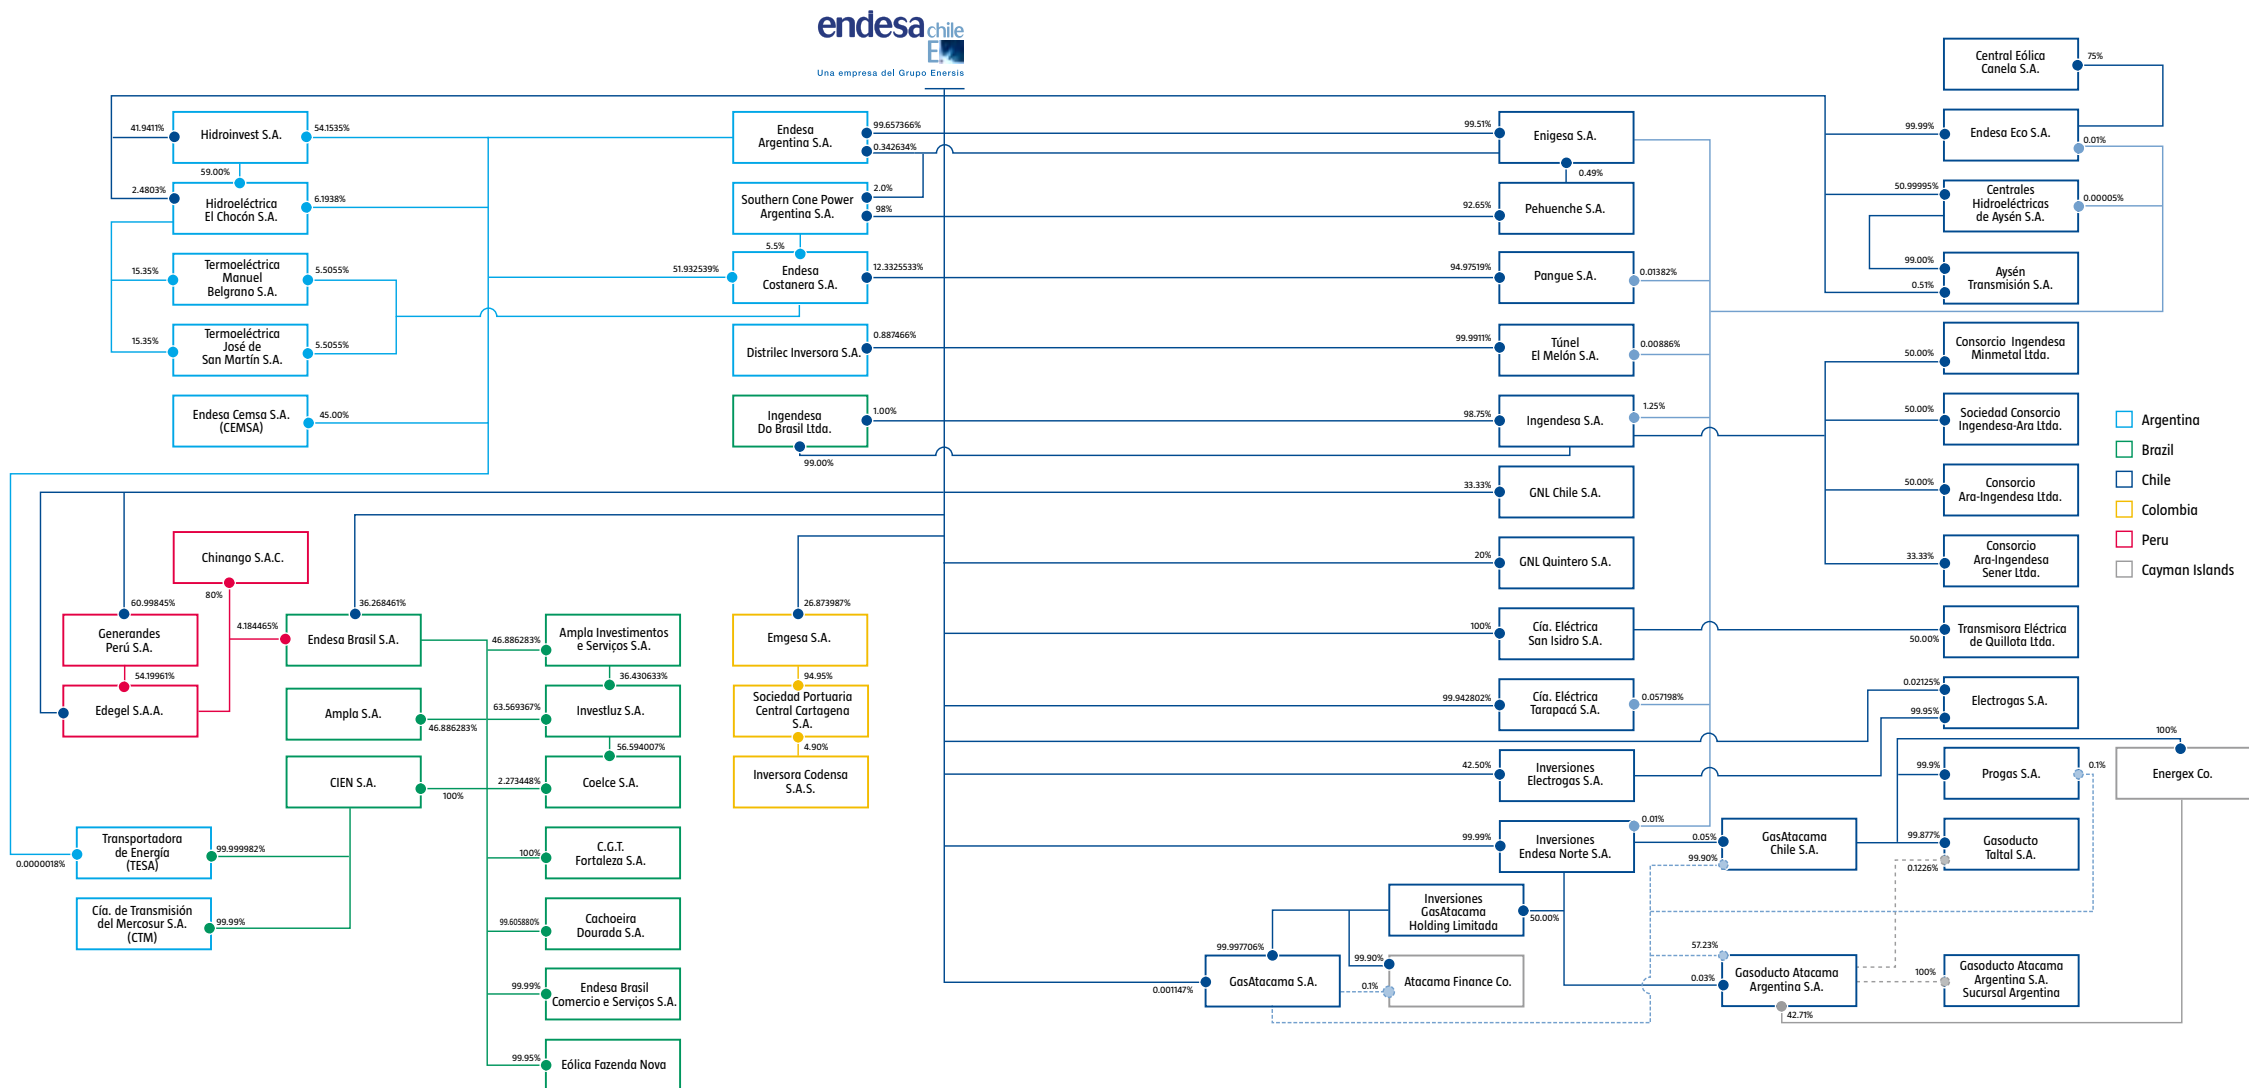 endesa chile
Una empresa del Grupo Enersis
Central Eólica
Canela S.A.
75%
41.9411%
Hidroinvest S.A.
54.1535%
Endesa
Argentina S.A.
99.657366%
0.342634%
99.51%
Enigesa S.A.
99.99%
Endesa Eco S.A.
0.01%
59.00%
0.49%
2.4803%
Hidroeléctrica
El Chocón S.A.
6.1938%
Southern Cone Power
Argentina S.A.
2.0%
98%
92.65%
Pehuenche S.A.
50.99995%
Centrales
Hidroeléctricas
de Aysén S.A.
0.00005%
5.5%
15.35%
Termoeléctrica
Manuel
Belgrano S.A.
5.5055%
51.932539%
Endesa
Costanera S.A.
12.3325533%
94.97519%
Pangue S.A.
0.01382%
99.00%
0.51%
Aysén
Transmisión S.A.
15.35%
Termoeléctrica
José de
San Martín S.A.
5.5055%
Distrilec Inversora S.A.
0.887466%
99.9911%
Túnel
El Melón S.A.
0.00886%
Consorcio Ingendesa
Minmetal Ltda.
50.00%
Endesa Cemsa S.A.
(CEMSA)
45.00%
Ingendesa
Do Brasil Ltda.
1.00%
99.00%
98.75%
Ingendesa S.A.
1.25%
50.00%
Sociedad Consorcio
Ingendesa-Ara Ltda.
Argentina
Brazil
Chile
Colombia
Peru
Cayman Islands
33.33%
GNL Chile S.A.
50.00%
Consorcio
Ara-Ingendesa Ltda.
Chinango S.A.C.
80%
20%
GNL Quintero S.A.
33.33%
Consorcio
Ara-Ingendesa
Sener Ltda.
60.99845%
Generandes
Perú S.A.
4.184465%
36.268461%
Endesa Brasil S.A.
46.886283%
Ampla Investimentos
e Serviços S.A.
26.873987%
Emgesa S.A.
100%
Cía. Eléctrica
San Isidro S.A.
50.00%
Transmisora Eléctrica
de Quillota Ltda.
54.19961%
36.430633%
94.95%
Edegel S.A.A.
Ampla S.A.
46.886283%
63.569367%
Investluz S.A.
Sociedad Portuaria
Central Cartagena
S.A.
99.942802%
Cía. Eléctrica
Tarapacá S.A.
0.057198%
0.02125%
99.95%
Electrogas S.A.
56.594007%
4.90%
CIEN S.A.
100%
2.273448%
Coelce S.A.
Inversora Codensa
S.A.S.
42.50%
Inversiones
Electrogas S.A.
99.9%
Progas S.A.
0.1%
100%
Energex Co.
0.0000018%
Transportadora
de Energía
(TESA)
99.999982%
100%
C.G.T.
Fortaleza S.A.
99.99%
Inversiones
Endesa Norte S.A.
0.01%
0.05%
99.90%
GasAtacama
Chile S.A.
99.877%
0.1226%
Gasoducto
Taltal S.A.
Cía. de Transmisión
del Mercosur S.A.
(CTM)
99.99%
99.605880%
Cachoeira
Dourada S.A.
Inversiones
GasAtacama
Holding Limitada
50.00%
99.997706%
0.001147%
GasAtacama S.A.
99.90%
0.1%
Atacama Finance Co.
57.23%
0.03%
Gasoducto Atacama
Argentina S.A.
42.71%
100%
Gasoducto Atacama
Argentina S.A.
Sucursal Argentina
99.99%
Endesa Brasil
Comercio e Serviços S.A.
99.95%
Eólica Fazenda Nova